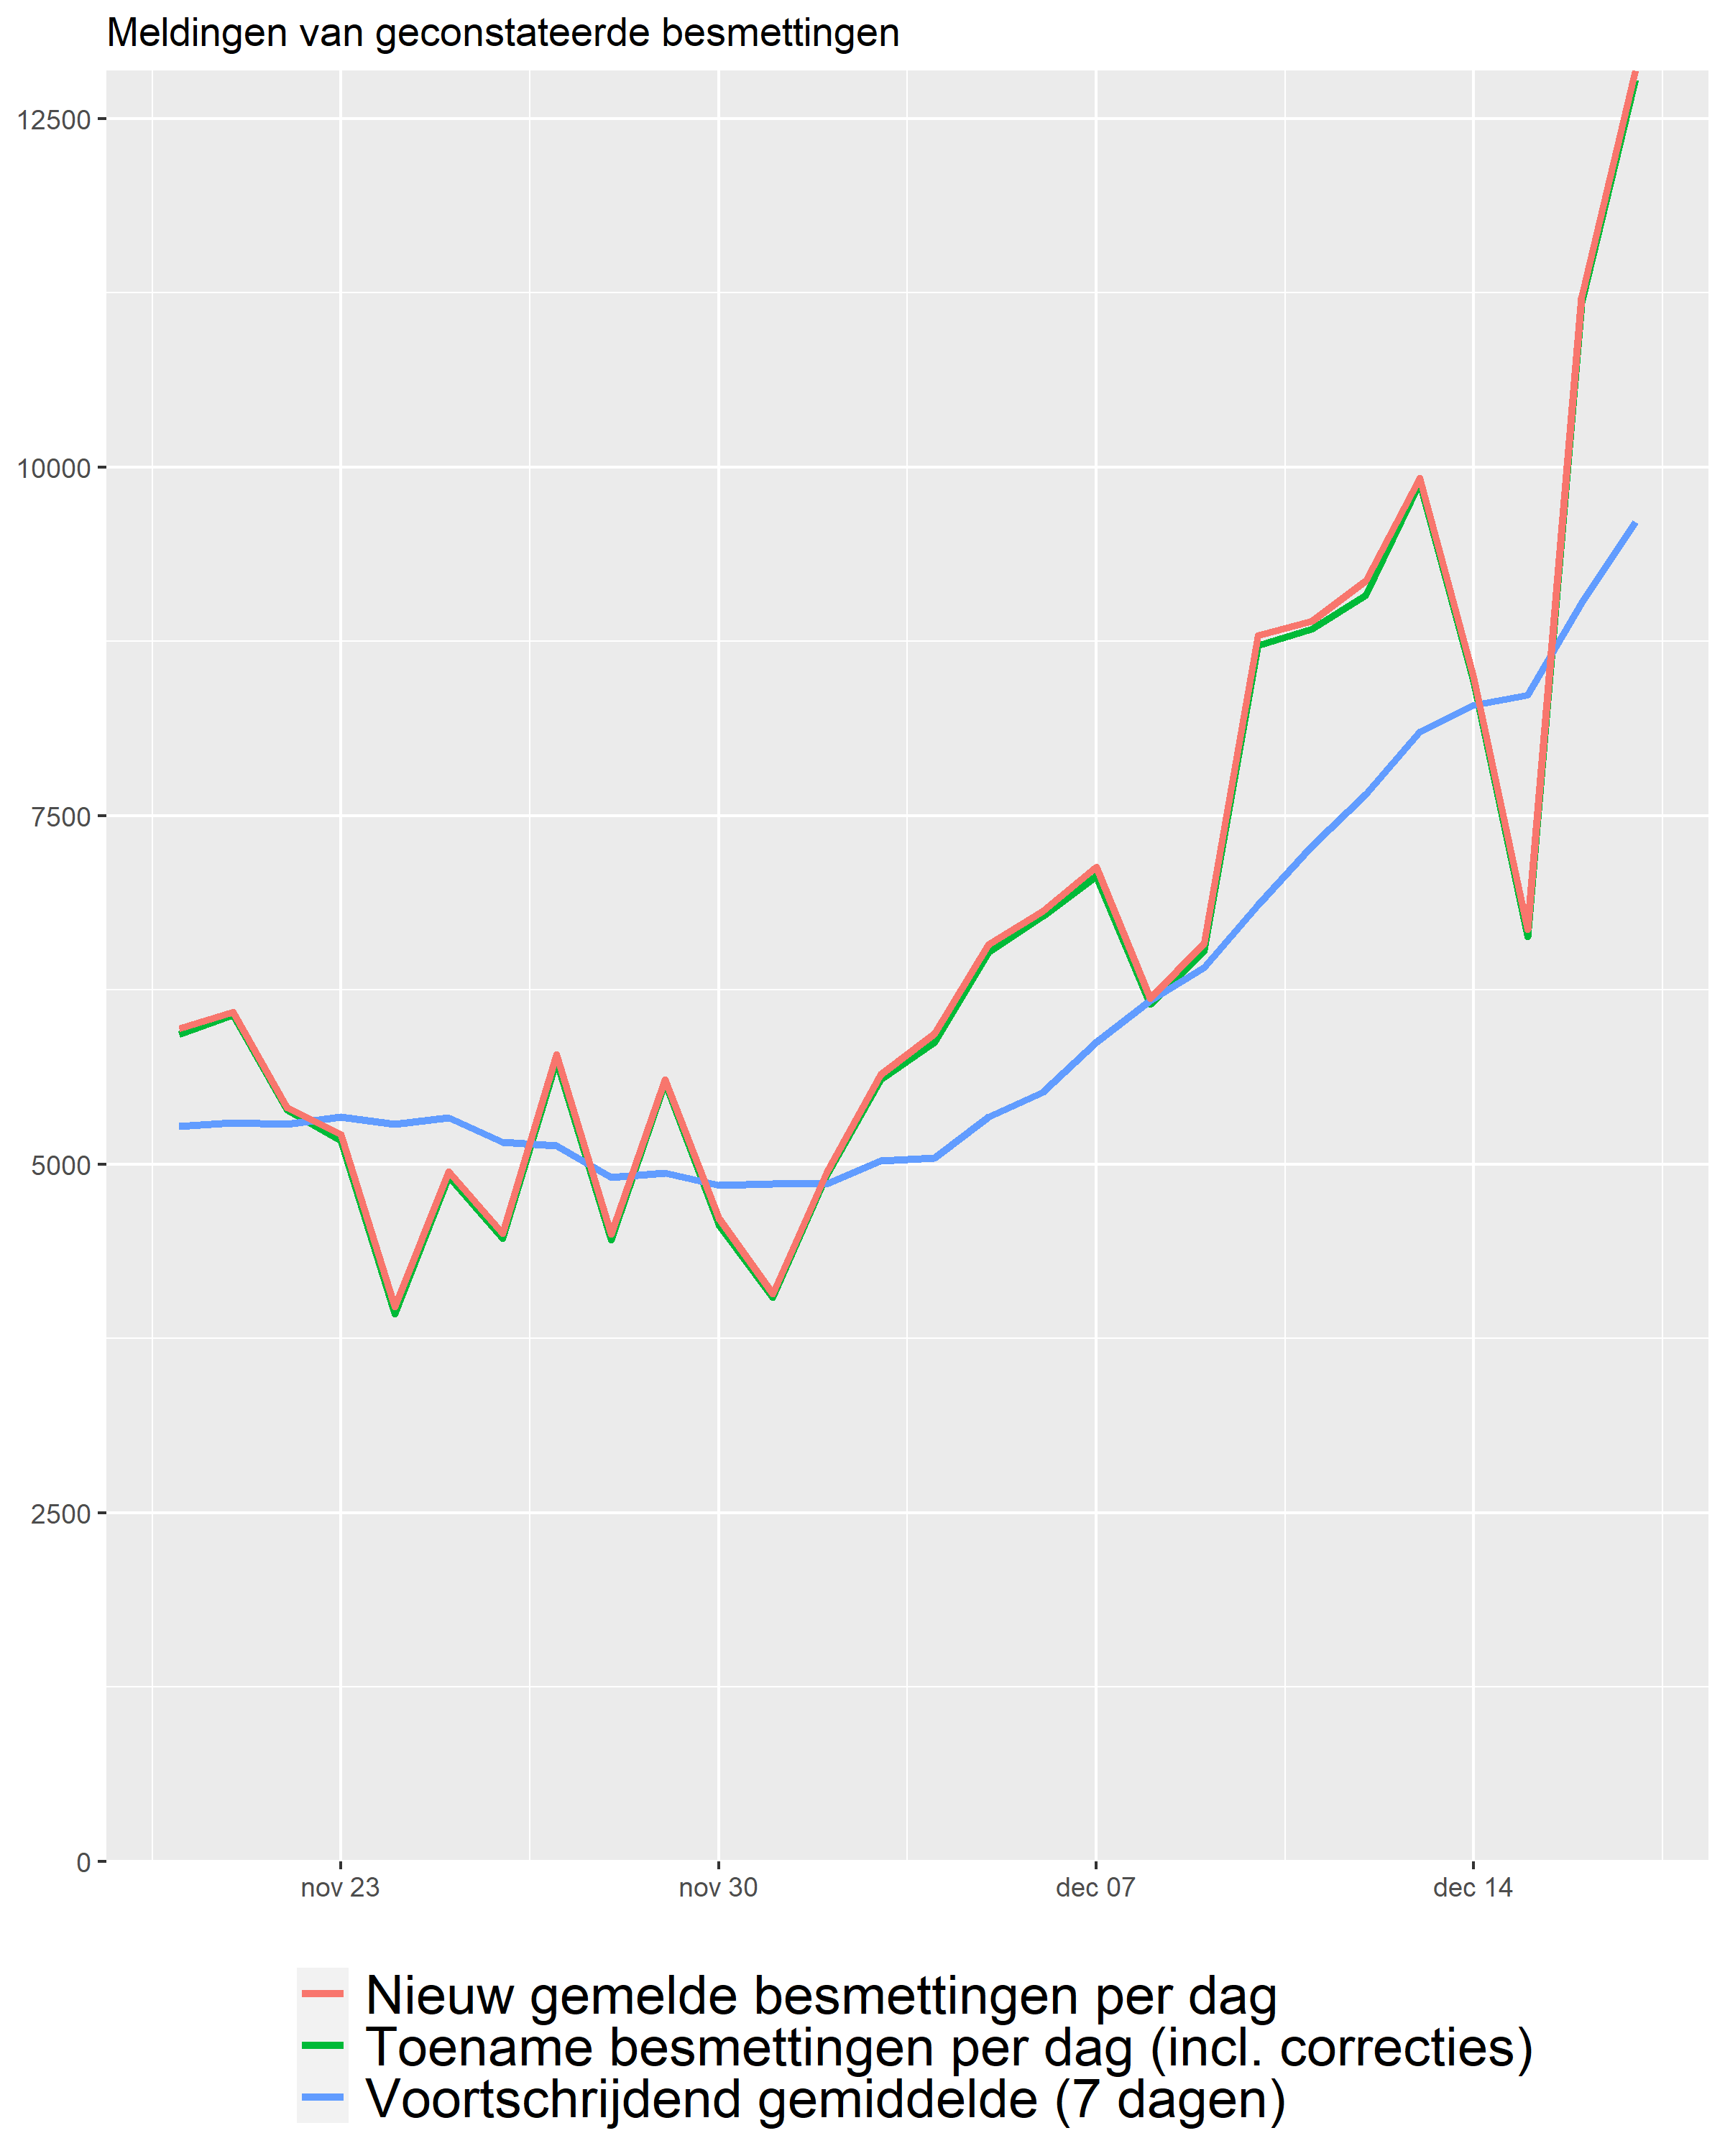 Meldingen van geconstateerde besmettingen
12500
10000
7500
5000
2500
0
nov 23 nov 30 dec 07 dec 14
Nieuw gemelde besmettingen per dag
Toename besmettingen per dag (incl. correcties)
Voortschrijdend gemiddelde (7 dagen)